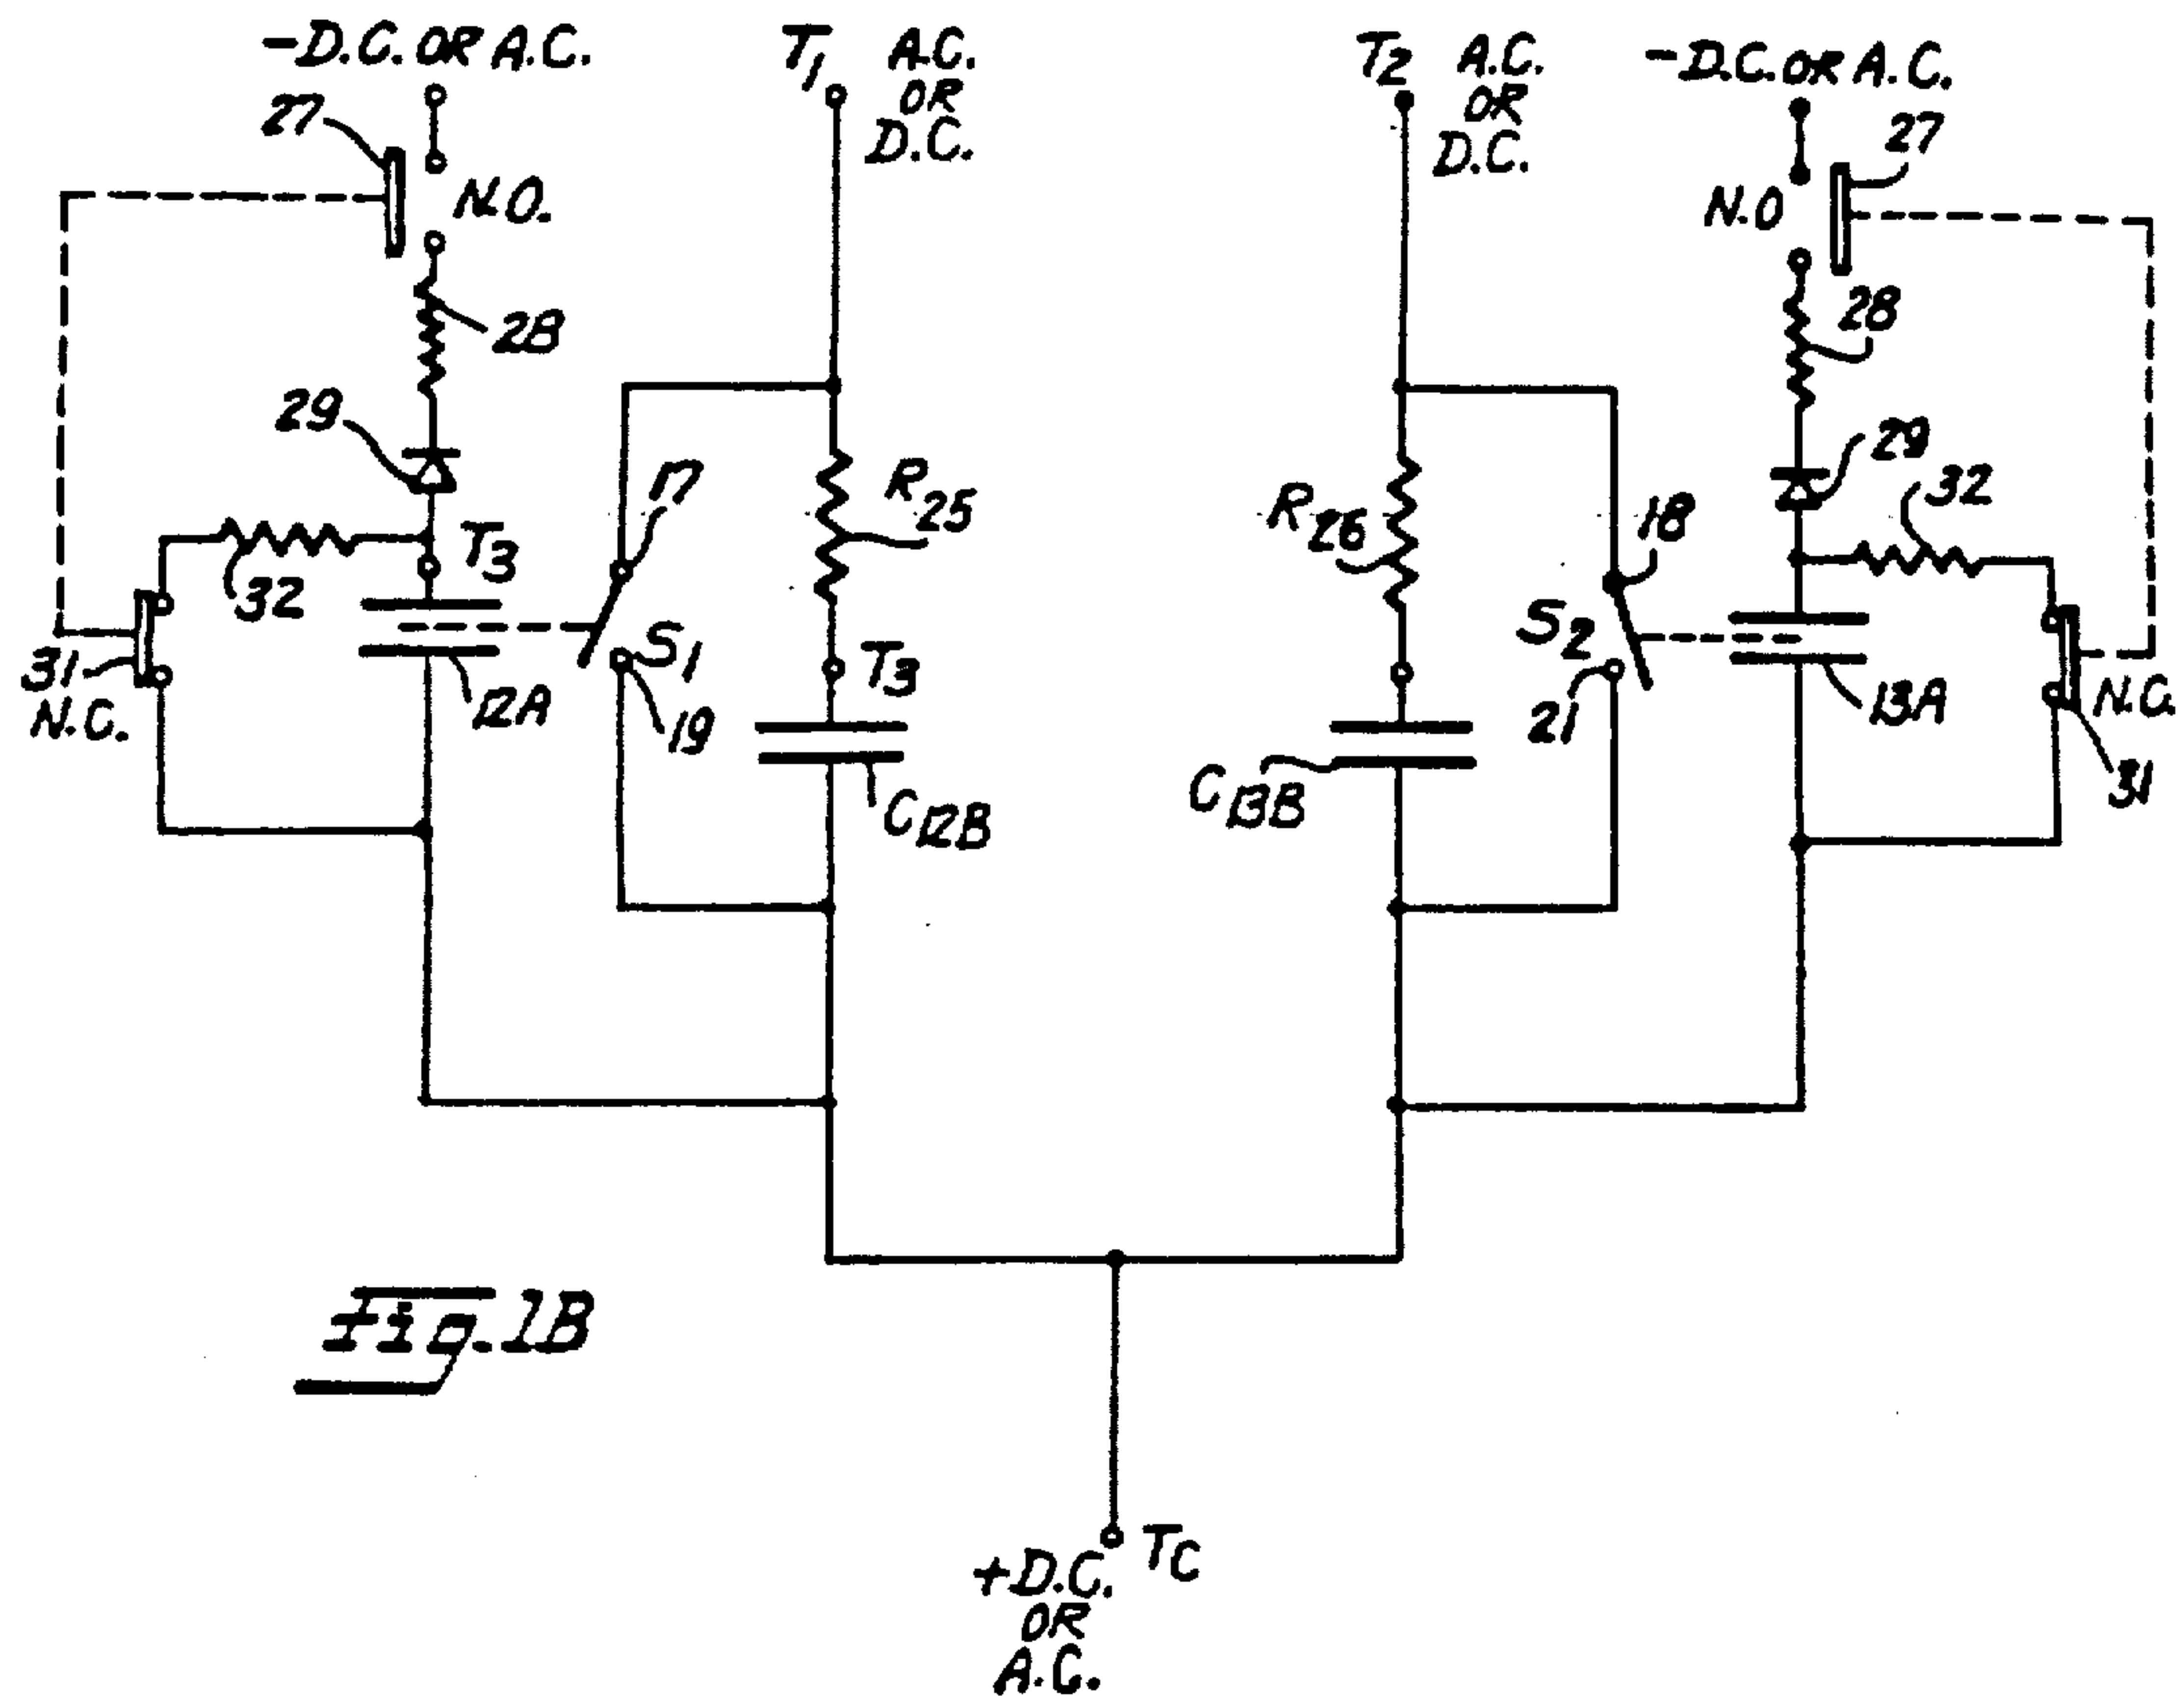 -D.C. OR A.C.
T1
A.C.
OR
D.C.
T2
A.C.
OR
D.C.
-D.C. OR A.C.
27
N.O.
28
29
T3
32
31
N.C.
12A
17
S1
19
R25
T3
C12B
R26
C13B
18
S2
21
27
N.O
28
29
32
13A
N.C.
31
Fig. 1B
TC
+D.C.
OR
A.C.